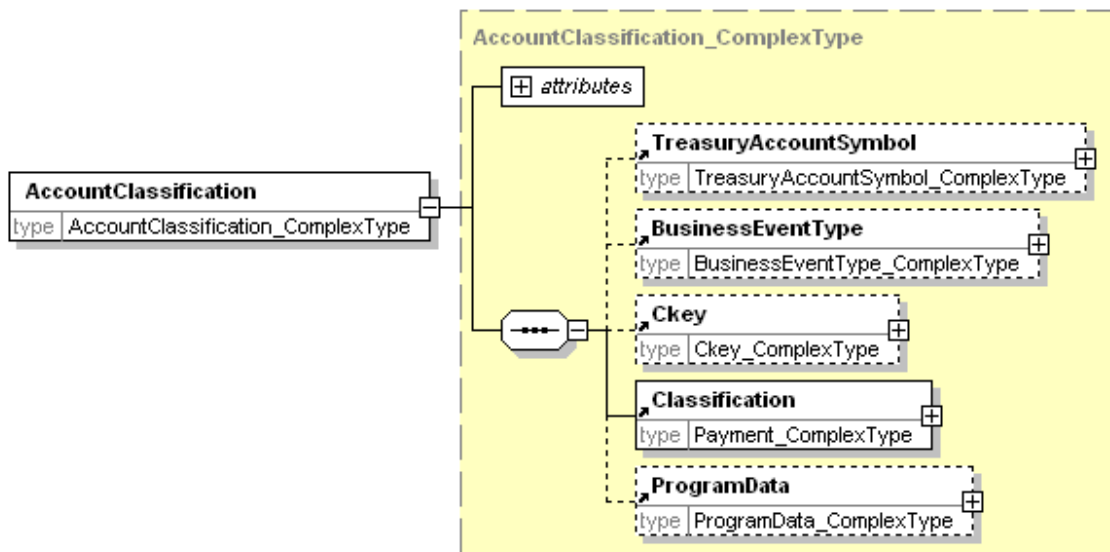 AccountClassification_ComplexType
attributes
TreasuryAccountSymbol
type TreasuryAccountSymbol_ComplexType
AccountClassification
type AccountClassification_ComplexType
BusinessEventType
type BusinessEventType_ComplexType
Ckey
type Ckey_ComplexType
Classification
type Payment_ComplexType
ProgramData
type ProgramData_ComplexType